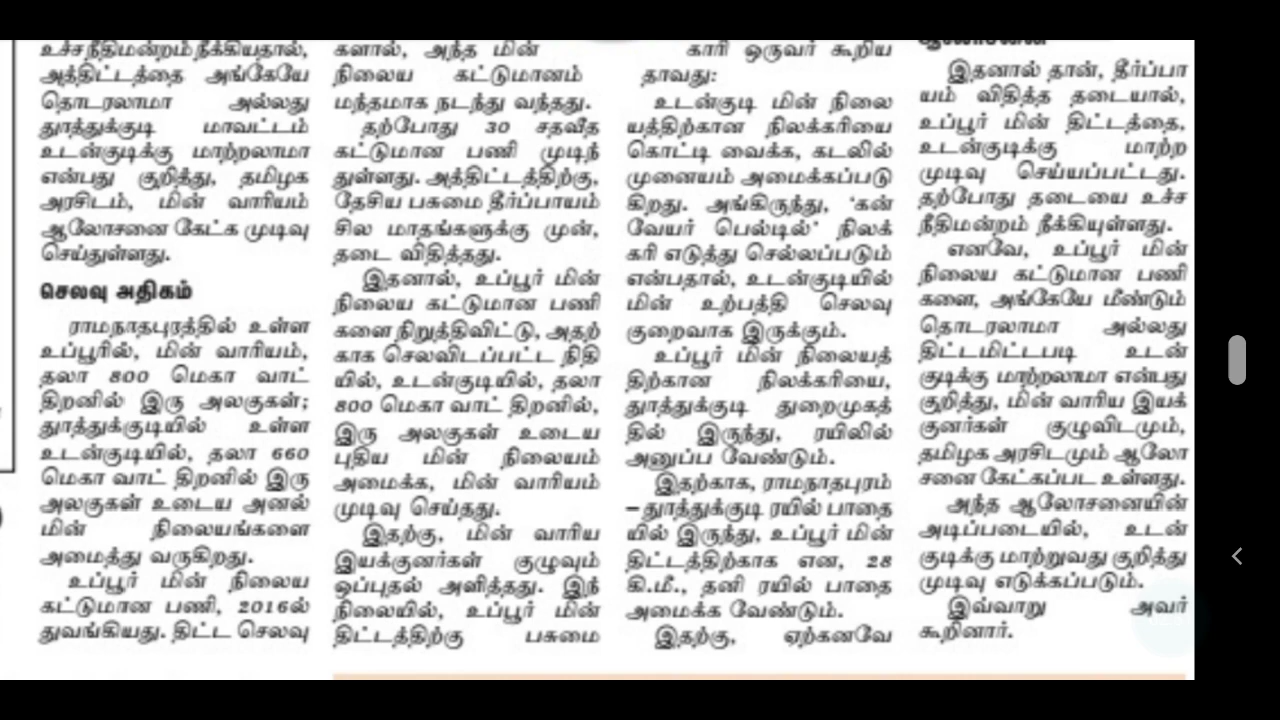 உச்சநீதிமன்றம் நீக்கியதால்,
அத்திட்டத்தை அங்கேயே
தொடரலாமா அல்லது
தூத்துக்குடி மாவட்டம்
உடன்குடிக்கு மாற்றலாமா
என்பது குறித்து, தமிழக
அரசிடம், மின் வாரியம்
ஆலோசனை கேட்க முடிவு
செய்துள்ளது.
செலவு அதிகம்
ராமநாதபுரத்தில் உள்ள
உப்பூரில், மின் வாரியம்,
தலா 800 மெகா வாட்
திறனில் இரு அலகுகள்;
தூத்துக்குடியில் உள்ள
உடன்குடியில், தலா 660
மெகா வாட் திறனில் இரு
அலகுகள் உடைய அனல்
மின் நிலையங்களை
அமைத்து வருகிறது.
உப்பூர் மின் நிலைய
கட்டுமான பணி, 2016ல்
துவங்கியது. திட்ட செலவு
களால், அந்த மின்
நிலைய கட்டுமானம்
மந்தமாக நடந்து வந்தது.
தற்போது 30 சதவீத
கட்டுமான பணி முடிந்
துள்ளது. அத்திட்டத்திற்கு,
தேசிய பசுமை தீர்ப்பாயம்
சில மாதங்களுக்கு முன்,
தடை விதித்தது.
இதனால், உப்பூர் மின்
நிலைய கட்டுமான பணி
களை நிறுத்திவிட்டு, அதற்
காக செலவிடப்பட்ட நிதி
யில், உடன்குடியில், தலா
800 மெகா வாட் திறனில்,
இரு அலகுகள் உடைய
புதிய மின் நிலையம்
அமைக்க, மின் வாரியம்
முடிவு செய்தது.
இதற்கு, மின் வாரிய
இயக்குனர்கள் குழுவும்
ஒப்புதல் அளித்தது. இந்
நிலையில், உப்பூர் மின்
திட்டத்திற்கு பசுமை
காரி ஒருவர் கூறிய
தாவது:
உடன்குடி மின் நிலை
யத்திற்கான நிலக்கரியை
கொட்டி வைக்க, கடலில்
முனையம் அமைக்கப்படு
கிறது. அங்கிருந்து, 'கன்
வேயர் பெல்டில்' நிலக்
கரி எடுத்து செல்லப்படும்
என்பதால், உடன்குடியில்
மின் உற்பத்தி செலவு
குறைவாக இருக்கும்.
உப்பூர் மின் நிலையத்
திற்கான நிலக்கரியை,
தூத்துக்குடி துறைமுகத்
தில் இருந்து, ரயிலில்
அனுப்ப வேண்டும்.
இதற்காக, ராமநாதபுரம்
– தூத்துக்குடி ரயில் பாதை
யில் இருந்து, உப்பூர் மின்
திட்டத்திற்காக என, 28
கி.மீ., தனி ரயில் பாதை
அமைக்க வேண்டும்.
இதற்கு, ஏற்கனவே
ஆலோசனை
இதனால் தான், தீர்ப்பா
யம் விதித்த தடையால்,
உப்பூர் மின் திட்டத்தை,
உடன்குடிக்கு மாற்ற
முடிவு செய்யப்பட்டது.
தற்போது தடையை உச்ச
நீதிமன்றம் நீக்கியுள்ளது.
எனவே, உப்பூர் மின்
நிலைய கட்டுமான பணி
களை, அங்கேயே மீண்டும்
தொடரலாமா அல்லது
திட்டமிட்டபடி உடன்
குடிக்கு மாற்றலாமா என்பது
குறித்து, மின் வாரிய இயக்
குனர்கள் குழுவிடமும்,
தமிழக அரசிடமும் ஆலோ
சனை கேட்கப்பட உள்ளது.
அந்த ஆலோசனையின்
அடிப்படையில், உடன்
குடிக்கு மாற்றுவது குறித்து
முடிவு எடுக்கப்படும்.
இவ்வாறு அவர்
கூறினார்.